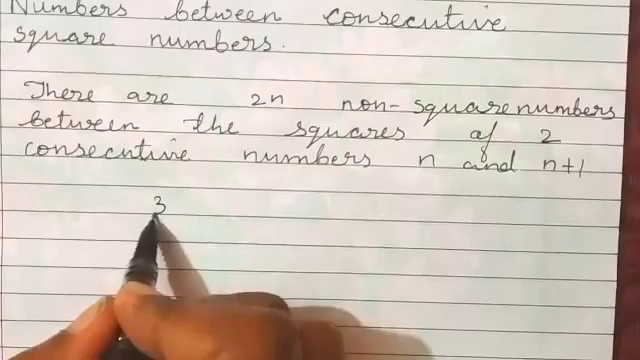 Numbers between consecutive
square numbers.
There are 2n non-square numbers
between the squares of 2
consecutive numbers n and n+1
3